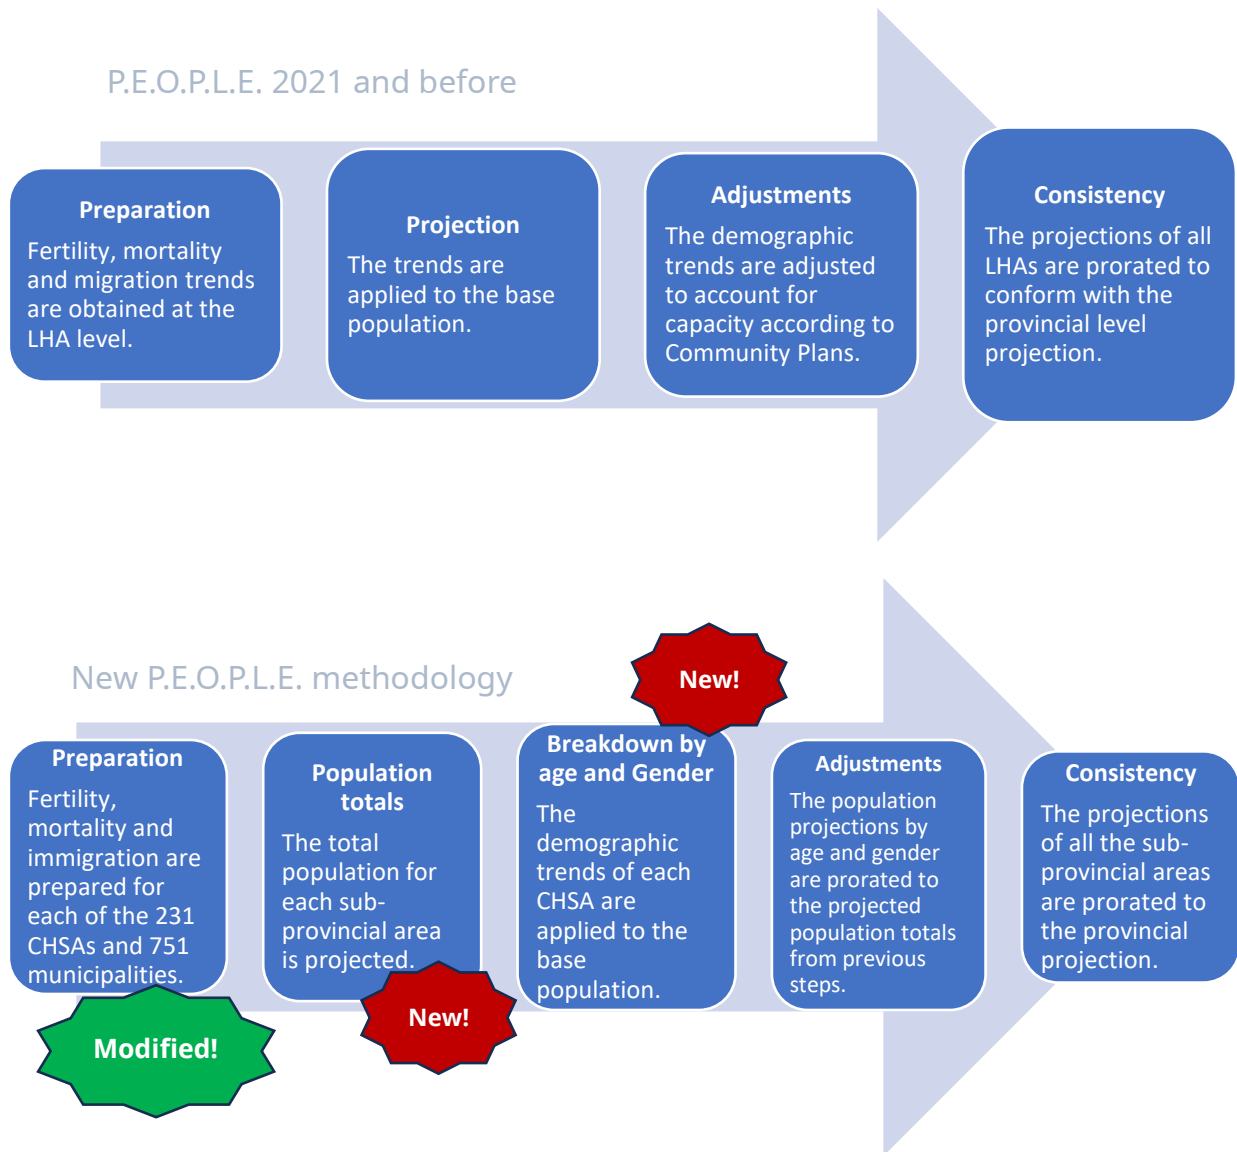 P.E.O.P.L.E. 2021 and before
Preparation
Fertility, mortality
and migration trends
are obtained at the
LHA level.
Projection
The trends are
applied to the base
population.
Adjustments
The demographic
trends are adjusted
to account for
capacity according to
Community Plans.
Consistency
The projections of all
LHAs are prorated to
conform with the
provincial level
projection.
New P.E.O.P.L.E. methodology
Preparation
Fertility,
mortality and
immigration are
prepared for
each of the 231
CHSAs and 751
municipalities.
Modified!
Population
totals
The total
population for
each sub-
provincial area
is projected.
New!
New!
Breakdown by
age and Gender
The
demographic
trends of each
CHSA are
applied to the
base
population.
Adjustments
The population
projections by
age and gender
are prorated to
the projected
population totals
from previous
steps.
Consistency
The projections
of all the sub-
provincial areas
are prorated to
the provincial
projection.